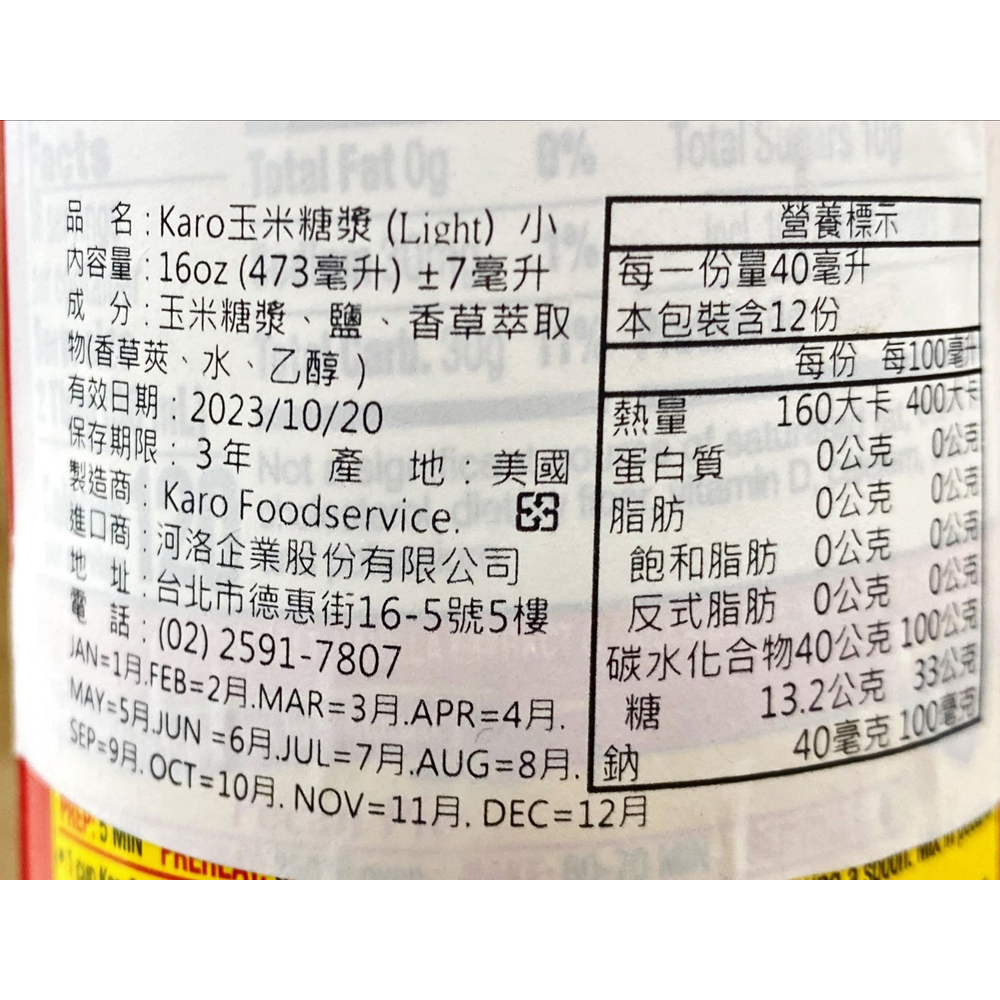 Facts
Total Fat 0g 0%
品 名:Karo玉米糖漿 (Light) 小
內容量:16oz (473毫升) ±7毫升
成 分:玉米糖漿、鹽、香草萃取
物(香草莢、水、乙醇 )
有效日期:2023/10/20
保存期限:3年 產 地:美國
製造商:Karo Foodservice.
進口商:河洛企業股份有限公司
地 址:台北市德惠街16-5號5樓
電 話:(02) 2591-7807
JAN=1月.FEB=2月.MAR=3月.APR=4月.
MAY=5月.JUN =6月.JUL=7月.AUG=8月.
SEP=9月. OCT=10月. NOV=11月. DEC=12月
營養標示
每一份量40毫升
本包裝含12份
每份 每100毫升
熱量 160大卡 400大卡
蛋白質 0公克 0公克
脂肪 0公克 0公克
飽和脂肪 0公克 0公克
反式脂肪 0公克 0公克
碳水化合物40公克 100公克
糖 13.2公克 33公克
鈉 40毫克 100毫克
PREP: 5 MIN